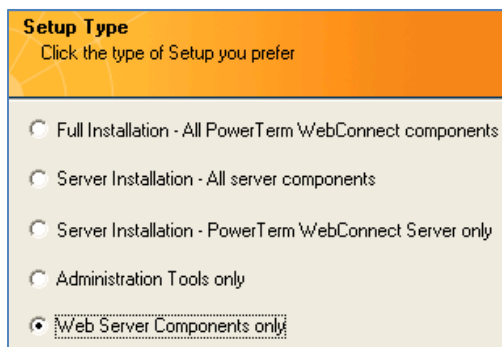 Setup Type
Click the type of Setup you prefer
Full Installation - All PowerTerm WebConnect components
Server Installation - All server components
Server Installation - PowerTerm WebConnect Server only
Administration Tools only
Web Server Components only